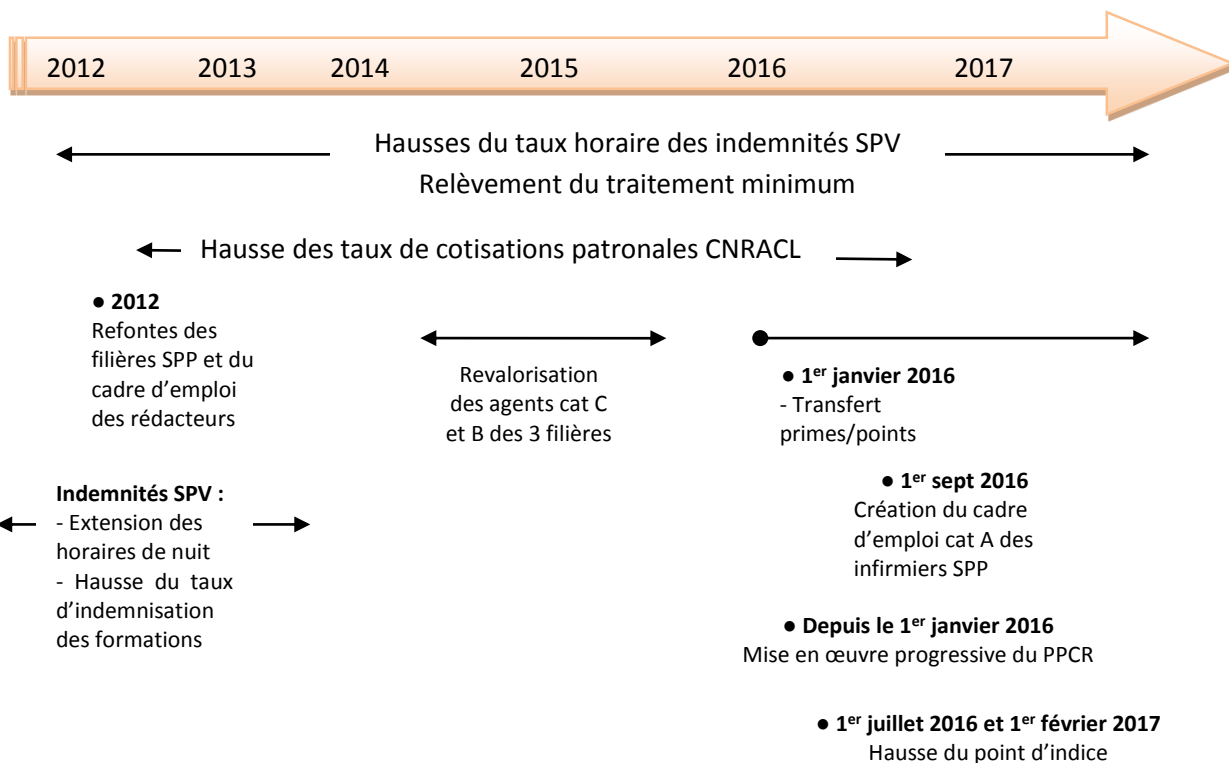 2012 2013 2014 2015 2016 2017
Hausses du taux horaire des indemnités SPV
Relèvement du traitement minimum
Hausse des taux de cotisations patronales CNRACL
● 2012
Refontes des
filières SPP et du
cadre d’emploi
des rédacteurs
Revalorisation
des agents cat C
et B des 3 filières
● 1er janvier 2016
- Transfert
primes/points
Indemnités SPV :
- Extension des
horaires de nuit
- Hausse du taux
d’indemnisation
des formations
● 1er sept 2016
Création du cadre
d’emploi cat A des
infirmiers SPP
● Depuis le 1er janvier 2016
Mise en œuvre progressive du PPCR
● 1er juillet 2016 et 1er février 2017
Hausse du point d’indice